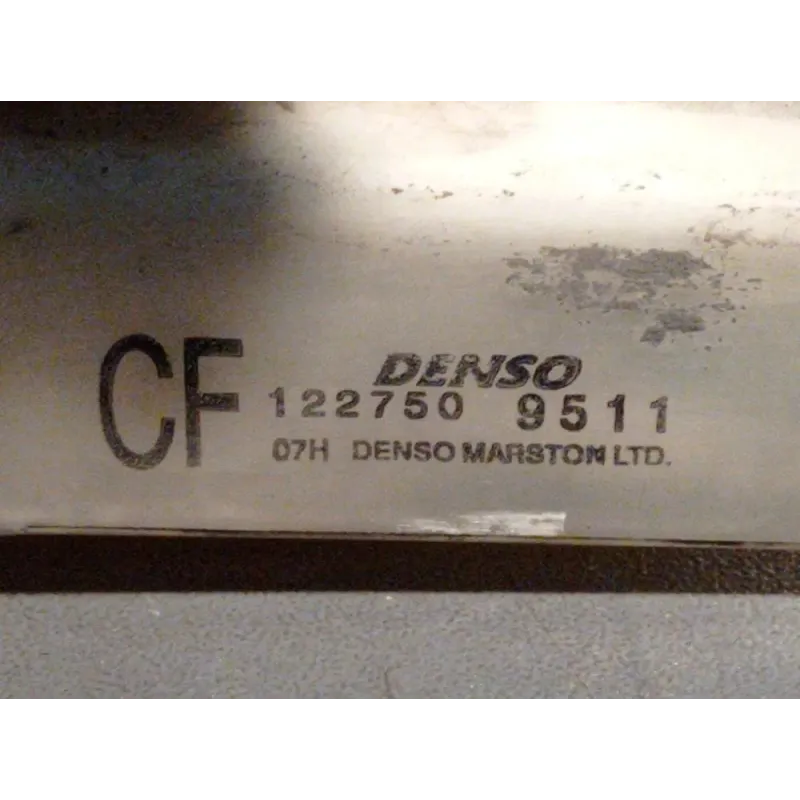 DENSO
CF 122750 9511
07H DENSO MARSTON LTD.